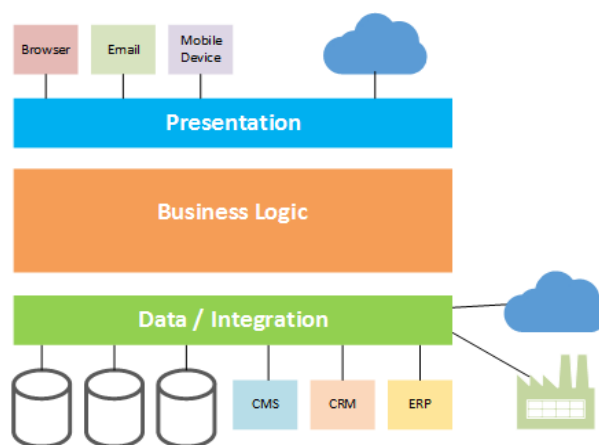 Browser
Email
Mobile
Device
Presentation
Business Logic
Data / Integration
CMS
CRM
ERP